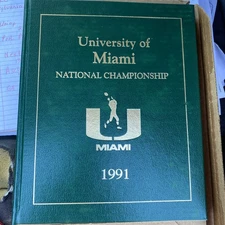 University of
Miami
NATIONAL CHAMPIONSHIP
U
MIAMI
1991